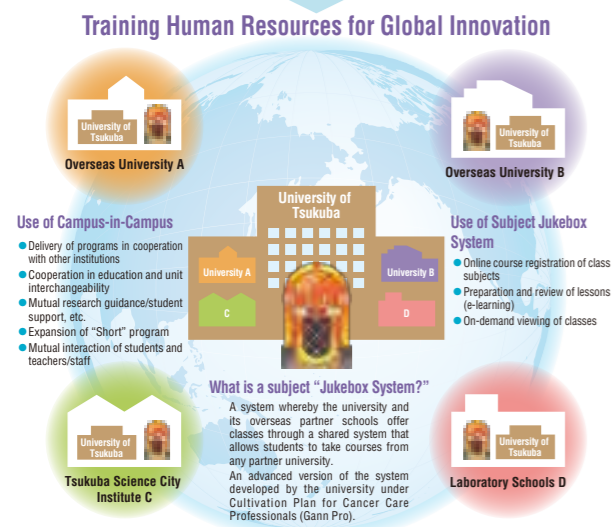 Training Human Resources for Global Innovation
University of
Tsukuba
Overseas University A
University of
Tsukuba
Overseas University B
University of
Tsukuba
University A
University B
C
D
Use of Campus-in-Campus
● Delivery of programs in cooperation
with other institutions
● Cooperation in education and unit
interchangeability
● Mutual research guidance/student
support, etc.
● Expansion of “Short” program
● Mutual interaction of students and
teachers/staff
Use of Subject Jukebox
System
● Online course registration of class
subjects
● Preparation and review of lessons
(e-learning)
● On-demand viewing of classes
What is a subject “Jukebox System?”
A system whereby the university and
its overseas partner schools offer
classes through a shared system that
allows students to take courses from
any partner university.
An advanced version of the system
developed by the university under
Cultivation Plan for Cancer Care
Professionals (Gann Pro).
University of
Tsukuba
Tsukuba Science City
Institute C
University of
Tsukuba
Laboratory Schools D